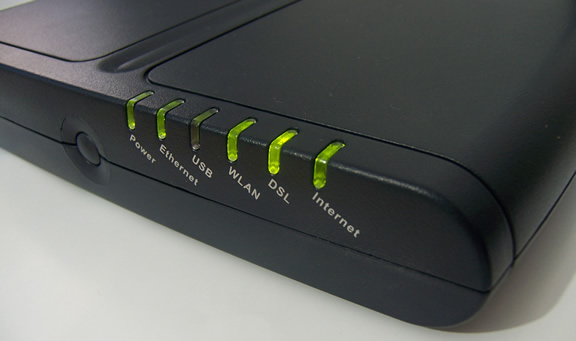 Power
Ethernet
USB
WLAN
DSL
Internet